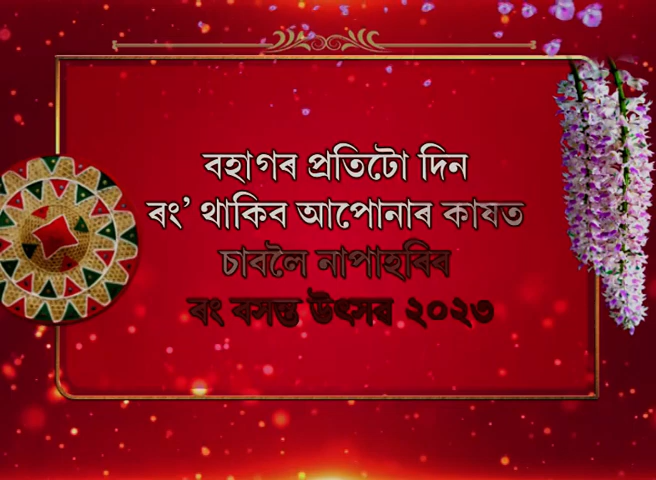 বহাগৰ প্ৰতিটো দিন
ৰং' থাকিব আপোনাৰ কাষত
চাবলৈ নাপাহৰিব
ৰং বসন্ত উৎসৱ ২০২৩